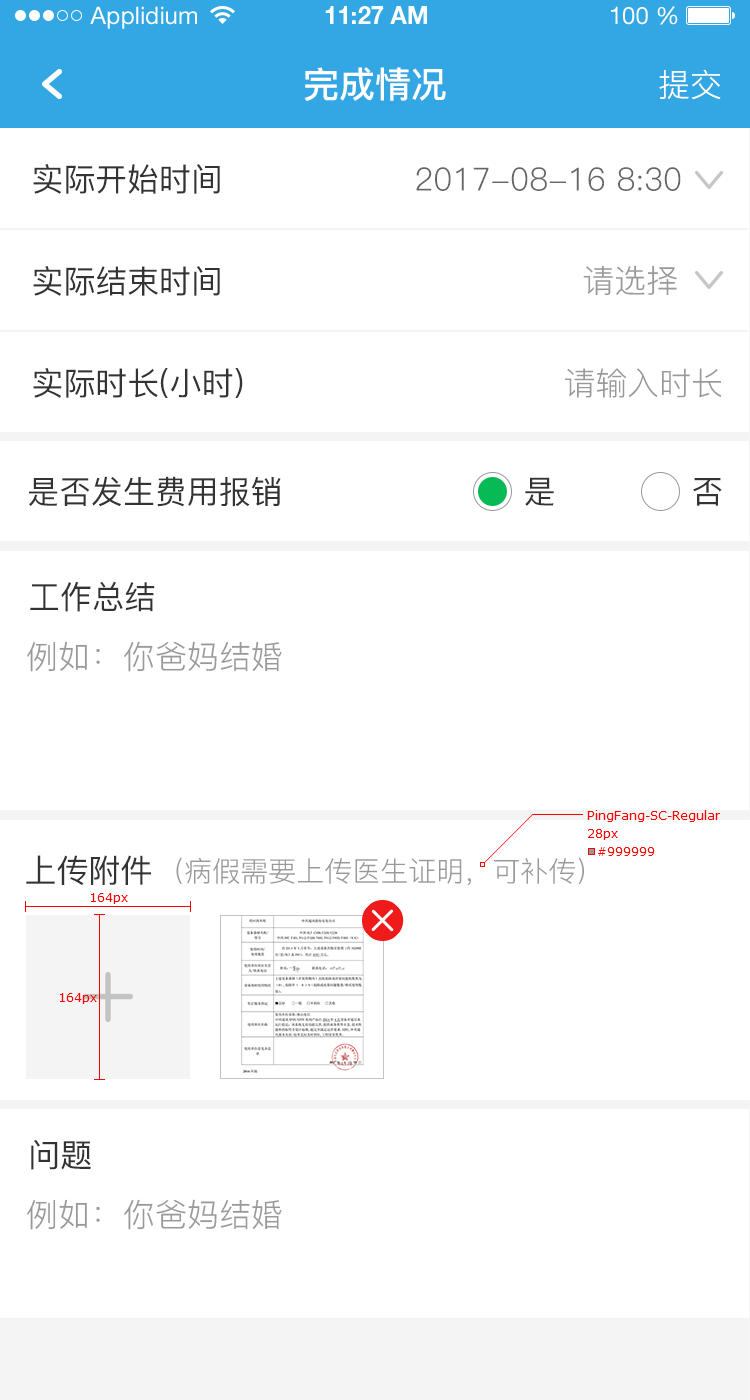 Applidium 11:27 AM 100 %
完成情况 提交
实际开始时间 2017-08-16 8:30
实际结束时间 请选择
实际时长(小时) 请输入时长
是否发生费用报销 是 否
工作总结
例如：你爸妈结婚
PingFang-SC-Regular
28px
#999999
上传附件（病假需要上传医生证明，可补传）
164px
164px
问题
例如：你爸妈结婚